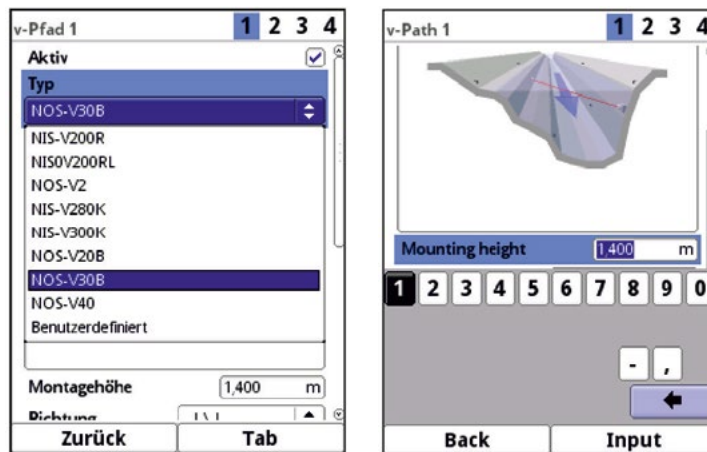 v-Pfad 1 1 2 3 4
Aktiv
Typ
NOS-V30B
NIS-V200R
NIS0V200RL
NOS-V2
NIS-V280K
NIS-V300K
NOS-V20B
NOS-V30B
NOS-V40
Benutzerdefiniert
Montagehöhe 1,400 m
Richtung
Zurück Tab
v-Path 1 1 2 3 4
Mounting height 1,400 m
1 2 3 4 5 6 7 8 9 0
- ,
Back Input